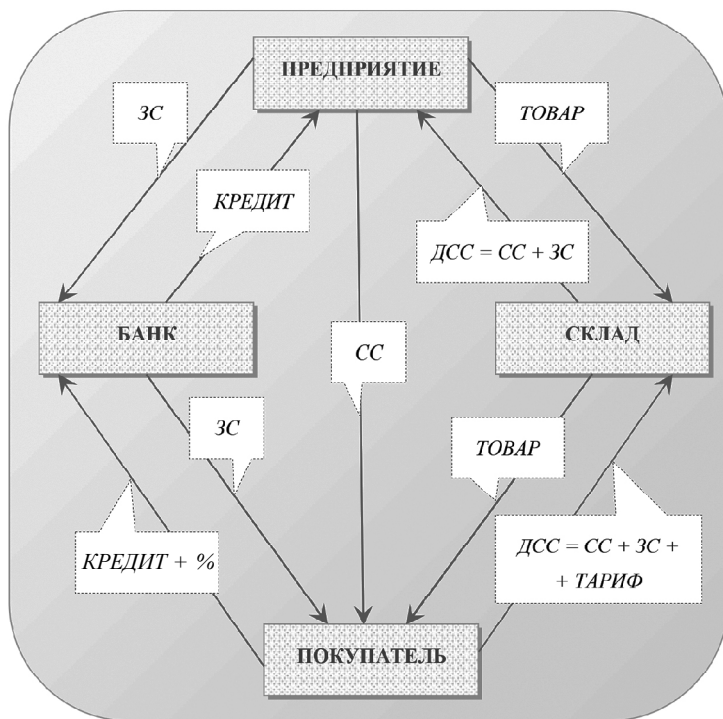 ПРЕДПРИЯТИЕ
ЗС
ТОВАР
КРЕДИТ
ДСС = СС + ЗС
БАНК
СКЛАД
СС
ЗС
ТОВАР
КРЕДИТ + %
ДСС = СС + ЗС +
+ ТАРИФ
ПОКУПАТЕЛЬ